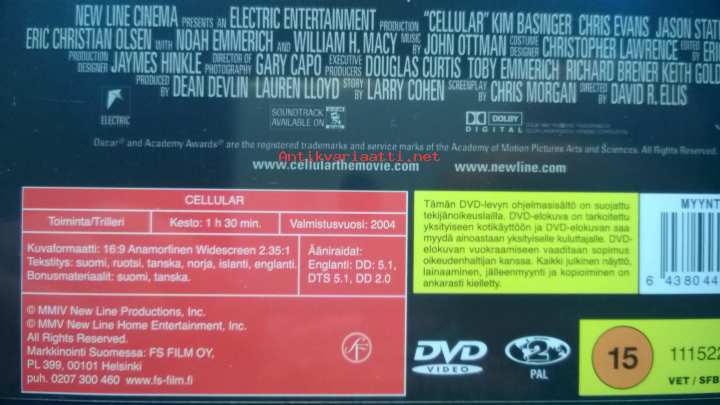 NEW LINE CINEMA PRESENTS AN ELECTRIC ENTERTAINMENT PRODUCTION "CELLULAR" KIM BASINGER CHRIS EVANS JASON
ERIC CHRISTIAN OLSEN WITH NOAH EMMERICH AND WILLIAM H. MACY MUSIC BY JOHN OTTMAN COSTUME DESIGNER CHRISTOPHER LAWRENCE EDITED BY
PRODUCTION DESIGNER JAYMES HINKLE DIRECTOR OF PHOTOGRAPHY GARY CAPO EXECUTIVE PRODUCERS DOUGLAS CURTIS TOBY EMMERICH RICHARD BRENER KEITH
PRODUCED BY DEAN DEVLIN LAUREN LLOYD STORY BY LARRY COHEN SCREENPLAY BY CHRIS MORGAN DIRECTED BY DAVID R. ELLIS
ELECTRIC
SOUNDTRACK
AVAILABLE ON
DOLBY
DIGITAL
Oscar® and Academy Awards® are the registered trademarks and service marks of the Academy of Motion Pictures Arts and Sciences. All Rights Reserved.
Antikvariaatti.net
www.cellularthemovie.com www.newline.com
CELLULAR
Toiminta/Trilleri Kesto: 1 h 30 min. Valmistusvuosi: 2004
Kuvaformaatti: 16:9 Anamorfinen Widescreen 2.35:1
Tekstitys: suomi, ruotsi, tanska, norja, islanti, englanti.
Bonusmateriaalit: suomi, tanska.
Ääniraidat:
Englanti: DD: 5.1,
DTS 5.1, DD 2.0
© MMIV New Line Productions, Inc.
© MMV New Line Home Entertainment, Inc.
All Rights Reserved.
Markkinointi Suomessa: FS FILM OY,
PL 399, 00101 Helsinki
puh. 0207 300 460 www.fs-film.fi
SF
Tämän DVD-levyn ohjelmasisältö on suojattu
tekijänoikeuslailla. DVD-elokuva on tarkoitettu
yksityiseen kotikäyttöön ja DVD-elokuvan saa
myydä ainoastaan yksityiselle kuluttajalle. DVD-
elokuvan vuokraamiseen vaaditaan sopimus
oikeudenhaltijan kanssa. Kaikki julkinen näyttö,
lainaaminen, jälleenmyynti ja kopioiminen on
ankarasti kielletty.
MYYNT
6 43804 4
DVD
VIDEO
2
PAL
15
111522
VET / SFB